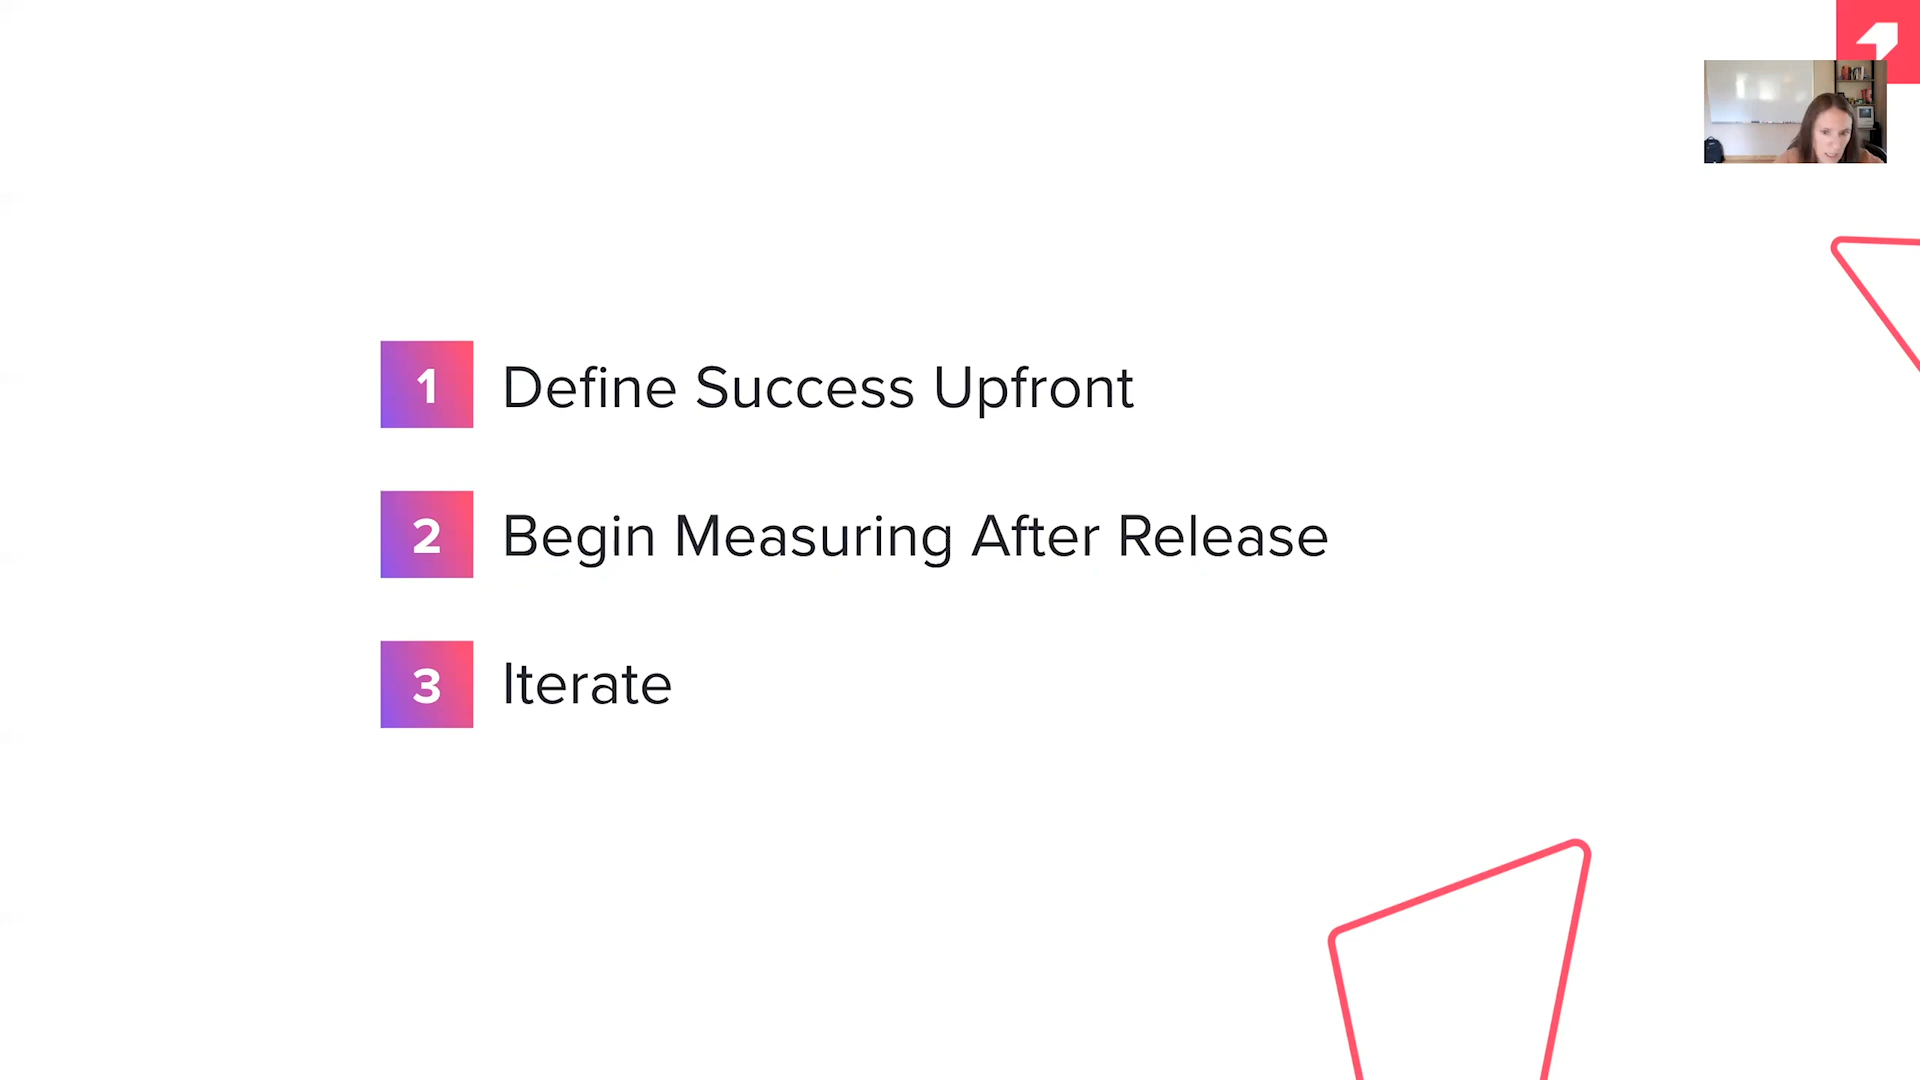 1 Define Success Upfront
2 Begin Measuring After Release
3 Iterate